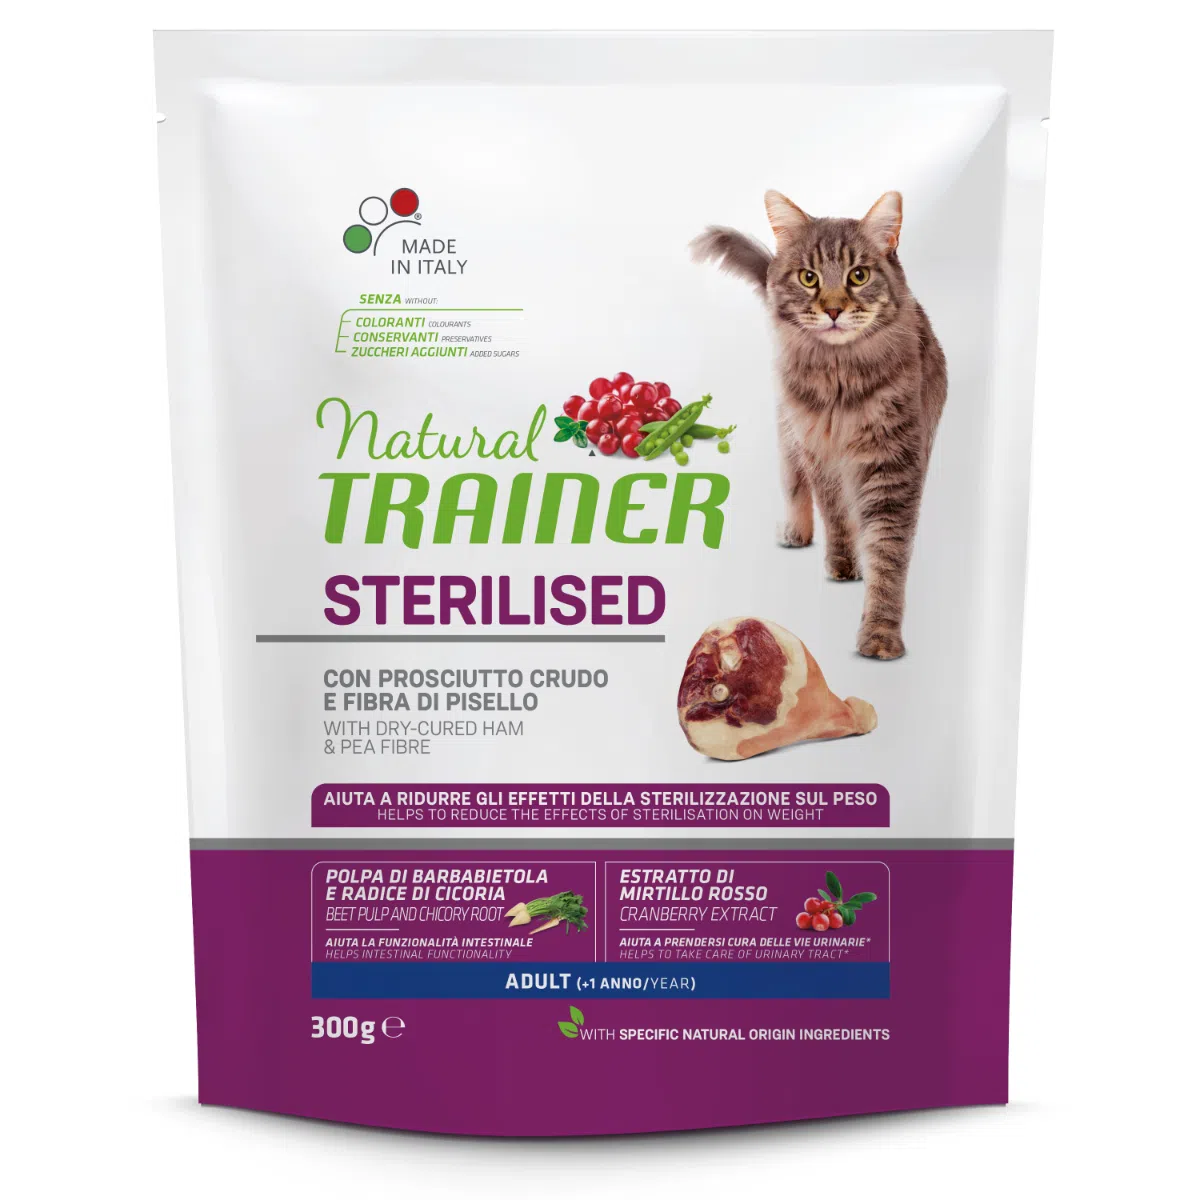 MADE
IN ITALY
SENZA WITHOUT:
COLORANTI COLOURANTS
CONSERVANTI PRESERVATIVES
ZUCCHERI AGGIUNTI ADDED SUGARS
Natural
TRAINER
STERILISED
CON PROSCIUTTO CRUDO
E FIBRA DI PISELLO
WITH DRY-CURED HAM
& PEA FIBRE
AIUTA A RIDURRE GLI EFFETTI DELLA STERILIZZAZIONE SUL PESO
HELPS TO REDUCE THE EFFECTS OF STERILISATION ON WEIGHT
POLPA DI BARBABIETOLA
E RADICE DI CICORIA
BEET PULP AND CHICORY ROOT
AIUTA LA FUNZIONALITÀ INTESTINALE
HELPS INTESTINAL FUNCTIONALITY
ESTRATTO DI
MIRTILLO ROSSO
CRANBERRY EXTRACT
AIUTA A PRENDERSI CURA DELLE VIE URINARIE*
HELPS TO TAKE CARE OF URINARY TRACT*
ADULT (+1 ANNO/YEAR)
300g ℮
WITH SPECIFIC NATURAL ORIGIN INGREDIENTS